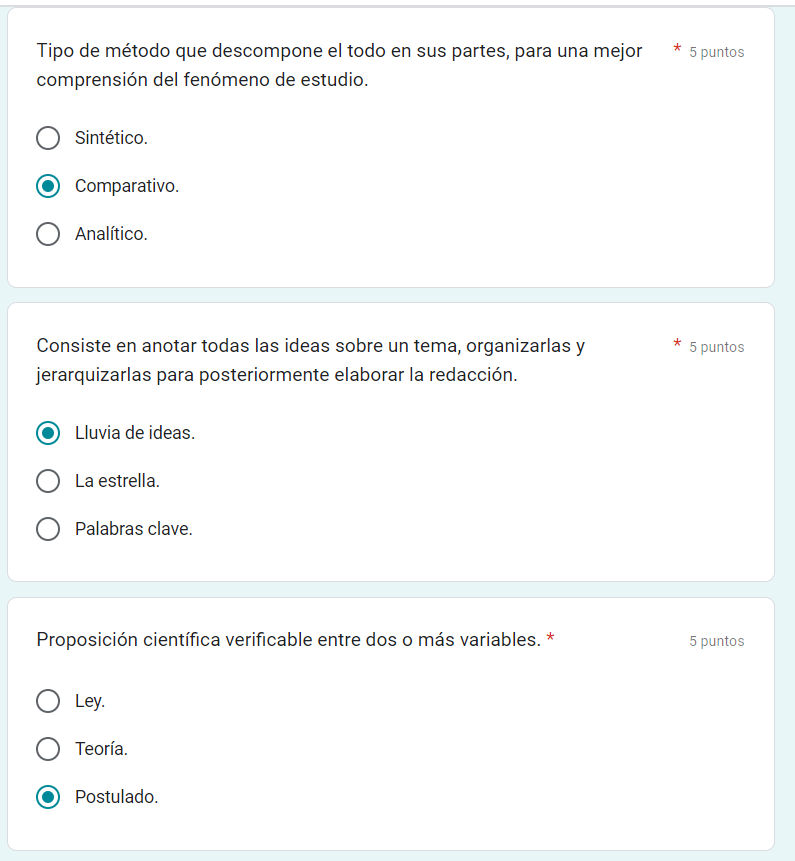 Tipo de método que descompone el todo en sus partes, para una mejor * 5 puntos
comprensión del fenómeno de estudio.
Sintético.
Comparativo.
Analítico.
Consiste en anotar todas las ideas sobre un tema, organizarlas y * 5 puntos
jerarquizarlas para posteriormente elaborar la redacción.
Lluvia de ideas.
La estrella.
Palabras clave.
Proposición científica verificable entre dos o más variables. * 5 puntos
Ley.
Teoría.
Postulado.